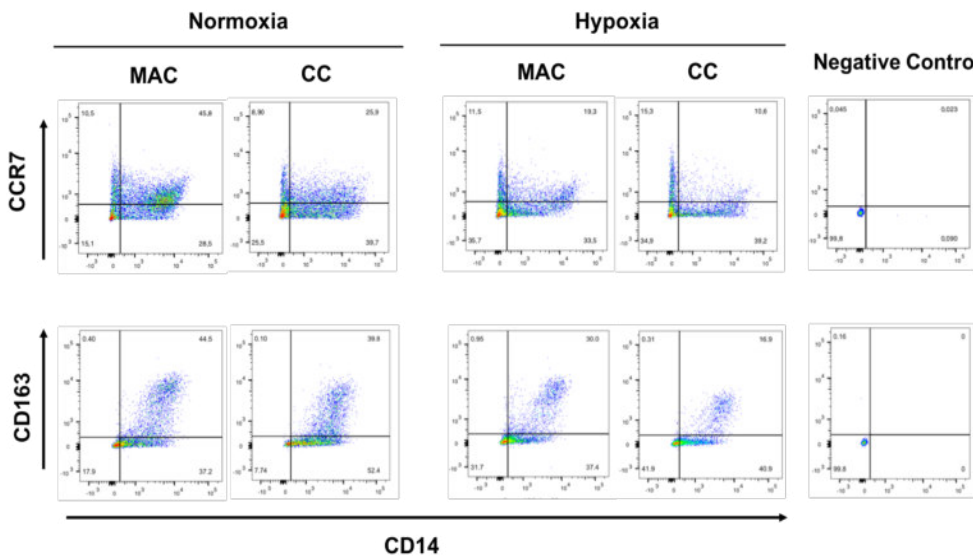 Normoxia Hypoxia
MAC CC MAC CC Negative Contro
CCR7
10,5 45,8 8,90 25,9 11,5 19,3 15,3 10,6 0,045 0,023
15,1 28,5 25,5 39,7 35,7 33,5 34,9 39,2 99,8 0,090
CD163
0.40 44.5 0.10 39.8 0.95 30.0 0.31 16.9 0.16 0
17.9 37.2 7.74 52.4 31.7 37.4 41.9 40.9 99.8 0
CD14